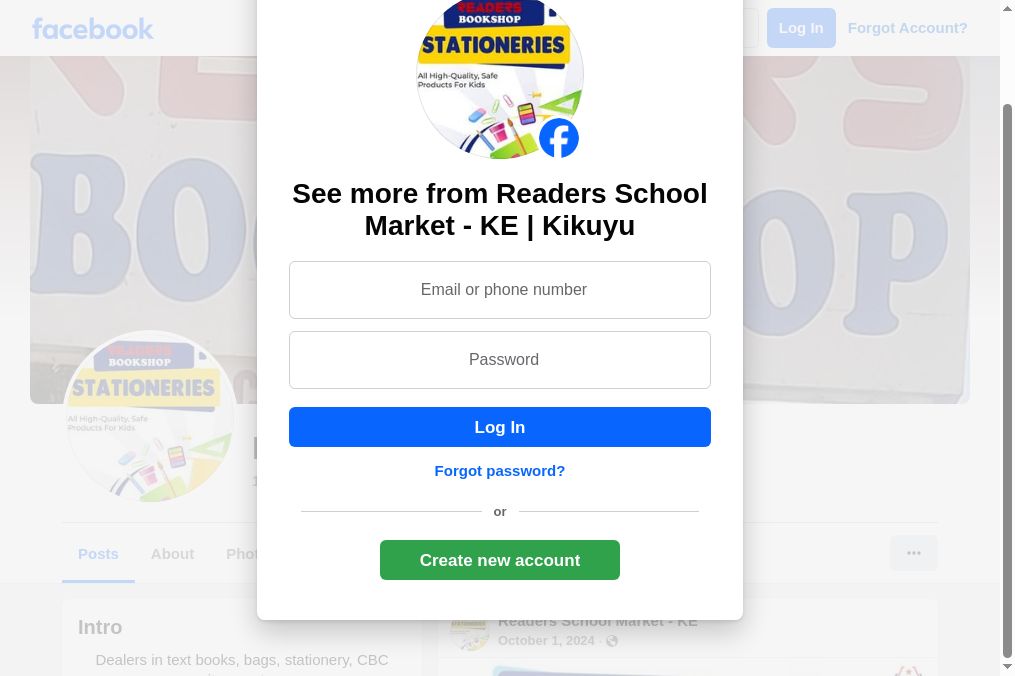 facebook
Log In
Forgot Account?
READERS
BOOKSHOP
STATIONERIES
All High-Quality, Safe
Products For Kids
See more from Readers School
Market - KE | Kikuyu
Email or phone number
Password
Log In
Forgot password?
or
Create new account
READERS
BOOKSHOP
STATIONERIES
All High-Quality, Safe
Products For Kids
Posts
About
Intro
Dealers in text books, bags, stationery, CBC
Readers School Market - KE
October 1, 2024 ·